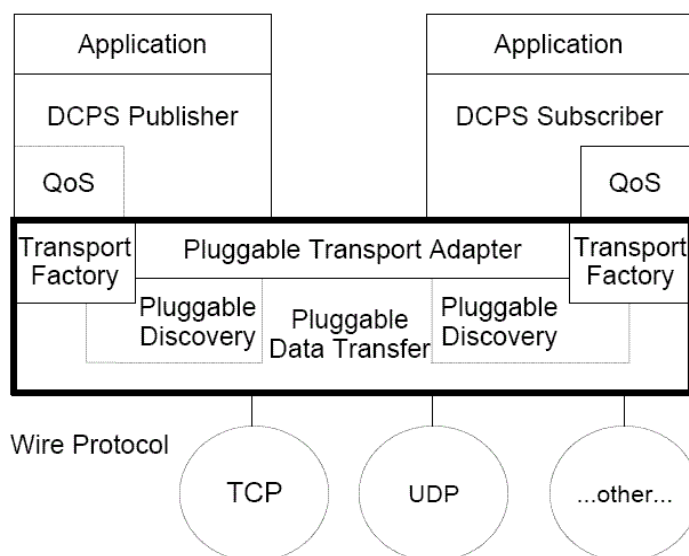 Application
Application
DCPS Publisher
DCPS Subscriber
QoS
QoS
Transport
Factory
Pluggable Transport Adapter
Transport
Factory
Pluggable
Discovery
Pluggable
Data Transfer
Pluggable
Discovery
Wire Protocol
TCP
UDP
...other...